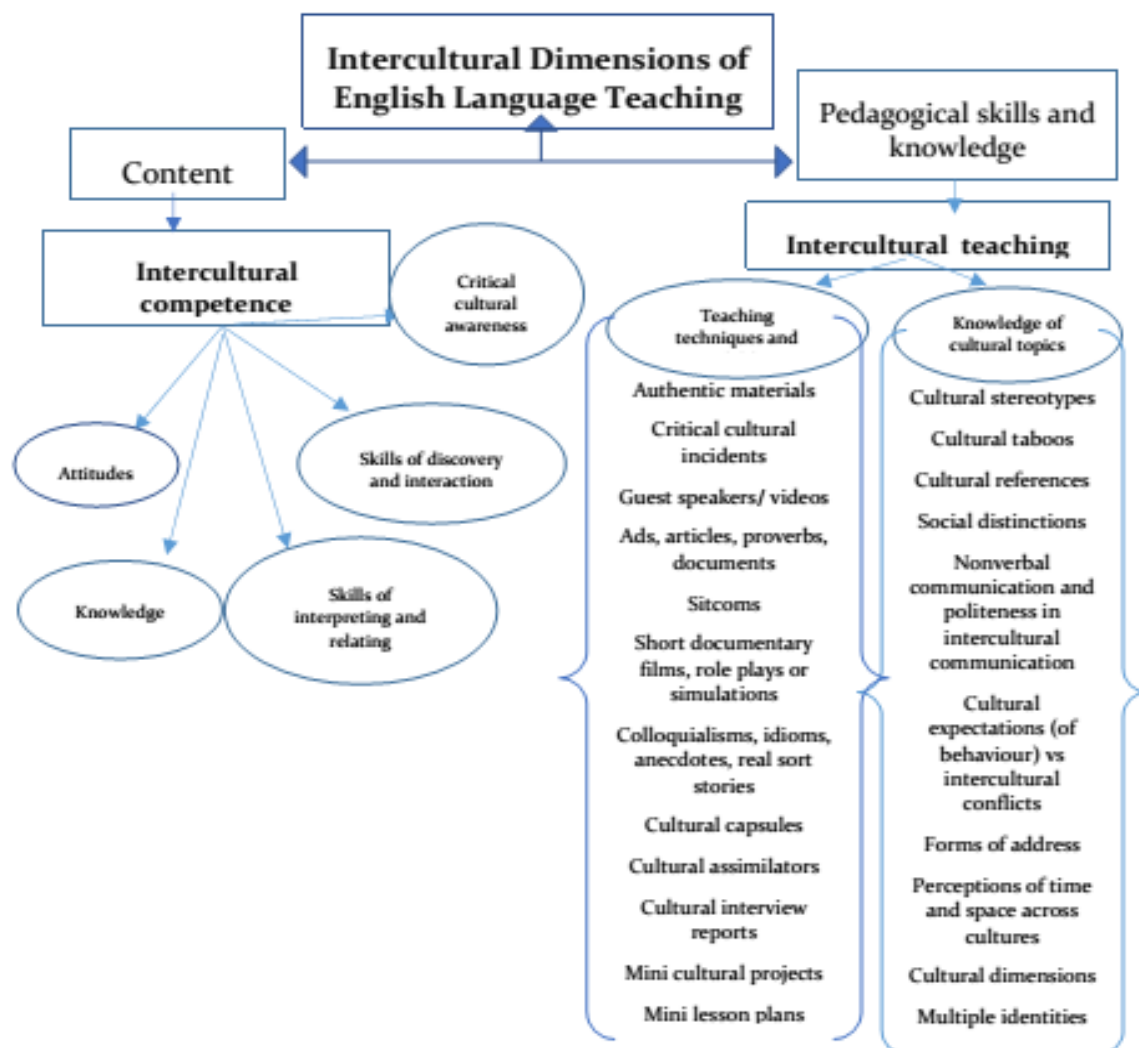 Intercultural Dimensions of
English Language Teaching
Content
Pedagogical skills and
knowledge
Intercultural
competence
Critical
cultural
awareness
Attitudes
Skills of discovery
and interaction
Knowledge
Skills of
interpreting and
relating
Intercultural teaching
Teaching
techniques and
Authentic materials
Critical cultural
incidents
Guest speakers/ videos
Ads, articles, proverbs,
documents
Sitcoms
Short documentary
films, role plays or
simulations
Colloquialisms, idioms,
anecdotes, real sort
stories
Cultural capsules
Cultural assimilators
Cultural interview
reports
Mini cultural projects
Mini lesson plans
Knowledge of
cultural topics
Cultural stereotypes
Cultural taboos
Cultural references
Social distinctions
Nonverbal
communication and
politeness in
intercultural
communication
Cultural
expectations (of
behaviour) vs
intercultural
conflicts
Forms of address
Perceptions of time
and space across
cultures
Cultural dimensions
Multiple identities